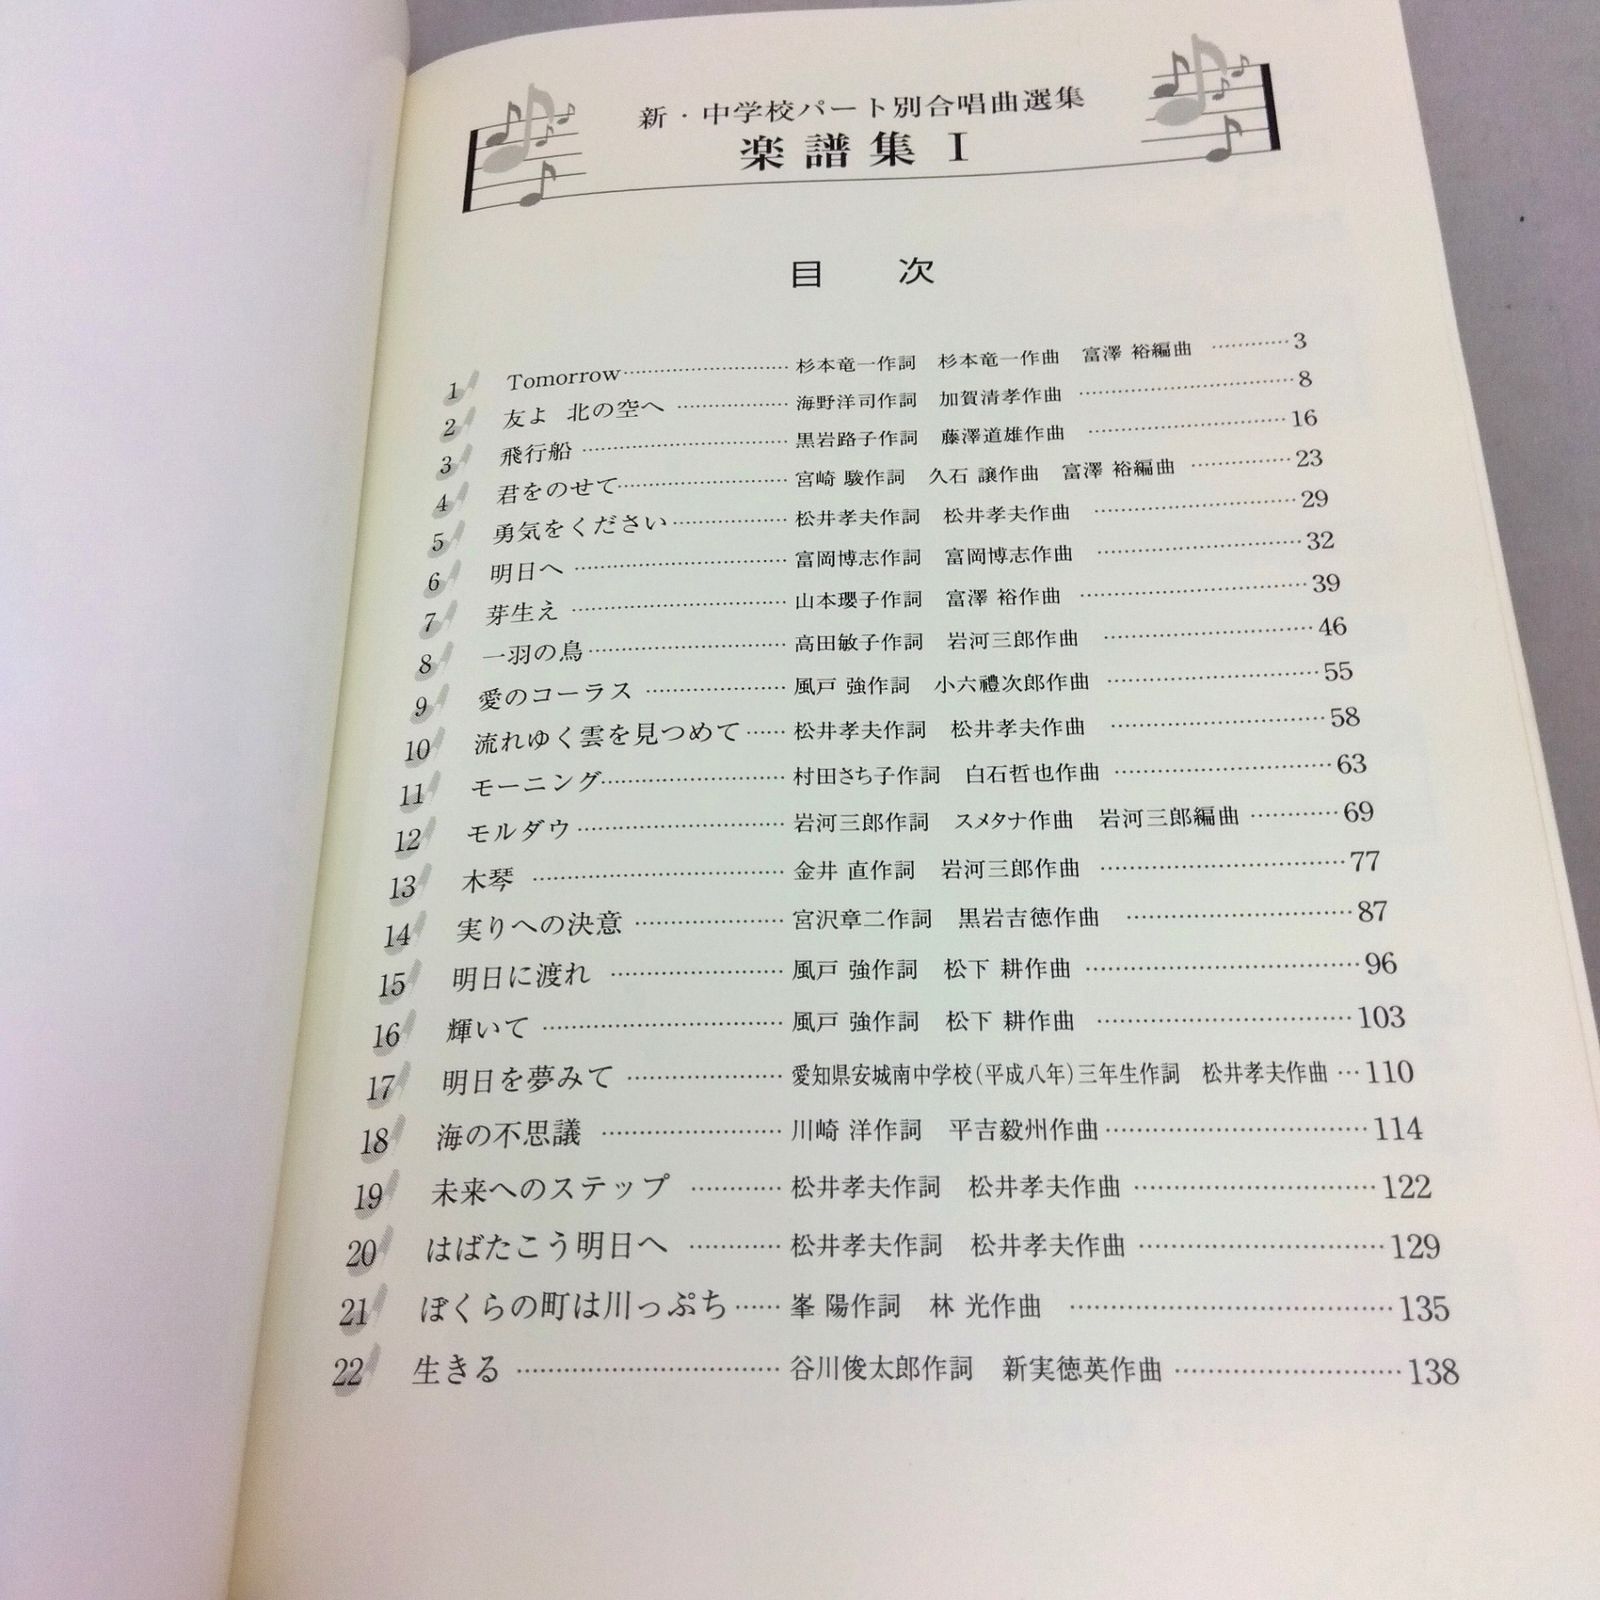 新・中学校パート別合唱曲選集
楽譜集 I
目 次
1 Tomorrow 杉本竜一作詞 杉本竜一作曲 富澤 裕編曲 3
2 友よ 北の空へ 海野洋司作詞 加賀清孝作曲 8
3 飛行船 黒岩路子作詞 藤澤道雄作曲 16
4 君をのせて 宮崎 駿作詞 久石 譲作曲 富澤 裕編曲 23
5 勇気をください 松井孝夫作詞 松井孝夫作曲 29
6 明日へ 富岡博志作詞 富岡博志作曲 32
7 芽生え 山本瓔子作詞 富澤 裕作曲 39
8 一羽の鳥 高田敏子作詞 岩河三郎作曲 46
9 愛のコーラス 風戸 強作詞 小六禮次郎作曲 55
10 流れゆく雲を見つめて 松井孝夫作詞 松井孝夫作曲 58
11 モーニング 村田さち子作詞 白石哲也作曲 63
12 モルダウ 岩河三郎作詞 スメタナ作曲 岩河三郎編曲 69
13 木琴 金井 直作詞 岩河三郎作曲 77
14 実りへの決意 宮沢章二作詞 黒岩吉徳作曲 87
15 明日に渡れ 風戸 強作詞 松下 耕作曲 96
16 輝いて 風戸 強作詞 松下 耕作曲 103
17 明日を夢みて 愛知県安城南中学校(平成八年)三年生作詞 松井孝夫作曲 110
18 海の不思議 川崎 洋作詞 平吉毅州作曲 114
19 未来へのステップ 松井孝夫作詞 松井孝夫作曲 122
20 はばたこう明日へ 松井孝夫作詞 松井孝夫作曲 129
21 ぼくらの町は川っぷち 峯 陽作詞 林 光作曲 135
22 生きる 谷川俊太郎作詞 新実徳英作曲 138